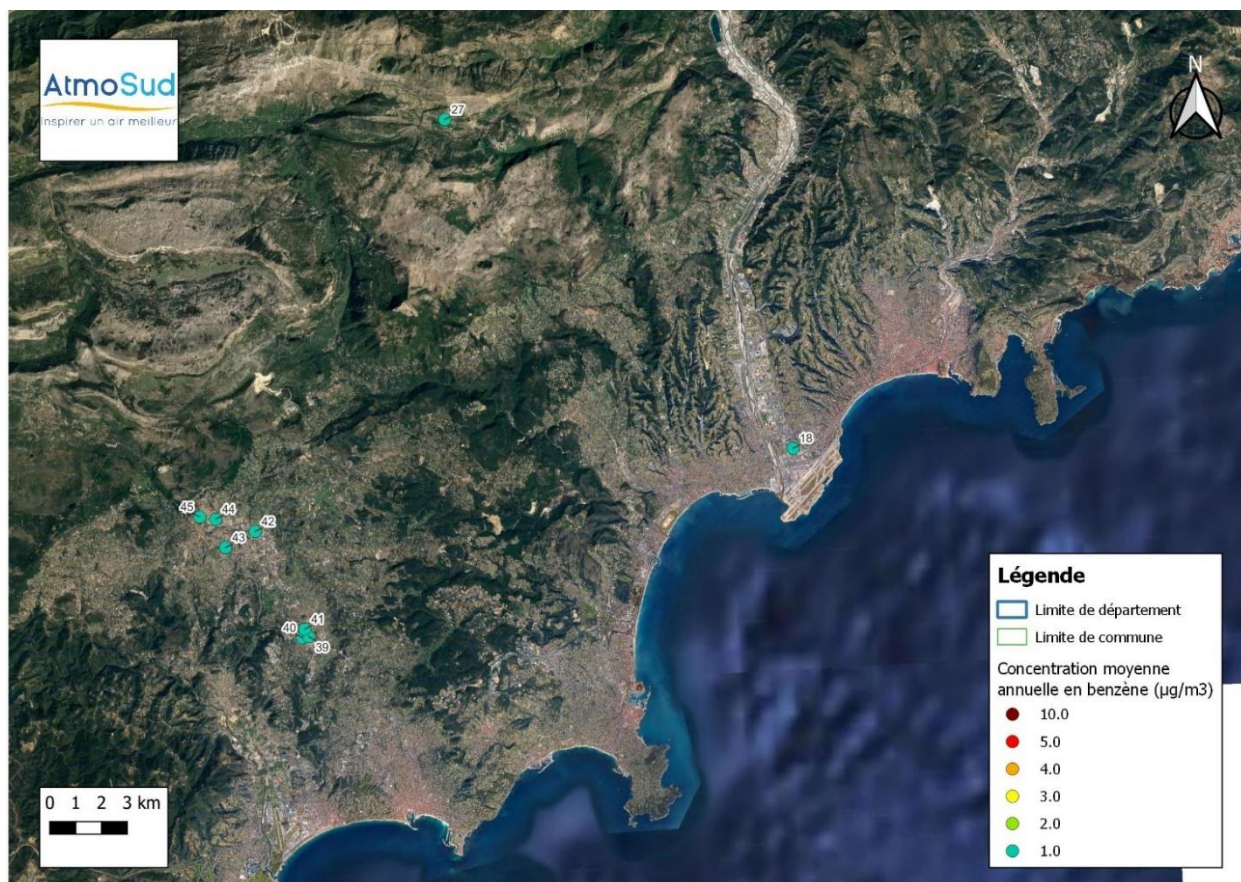 AtmoSud
Inspirer un air meilleur
27
N
18
45
44
42
43
41
40
39
Légende
Limite de département
Limite de commune
Concentration moyenne
annuelle en benzène (µg/m3)
10.0
5.0
4.0
3.0
2.0
1.0
0 1 2 3 km